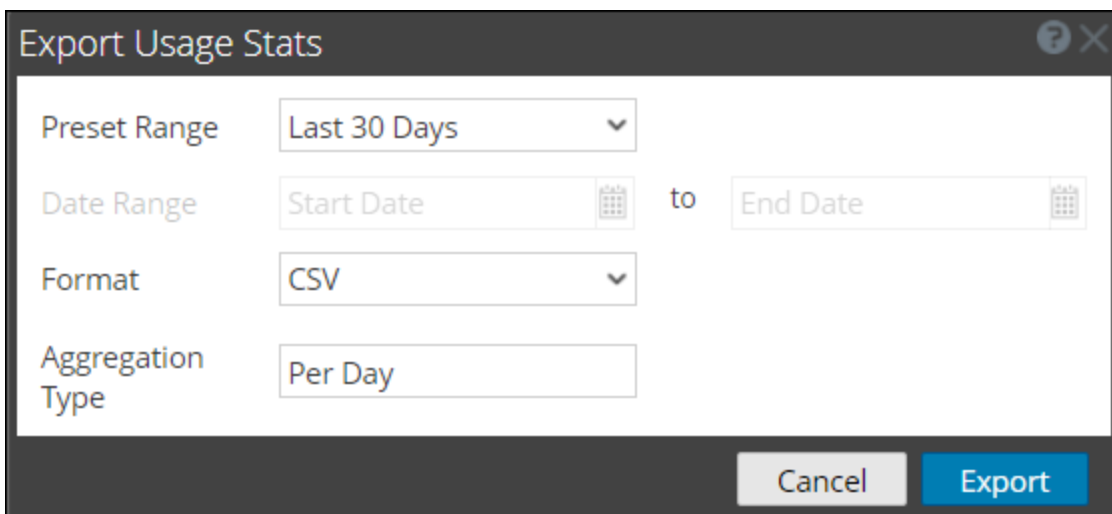 Export Usage Stats
Preset Range Last 30 Days
Date Range Start Date to End Date
Format CSV
Aggregation
Type
Per Day
Cancel Export